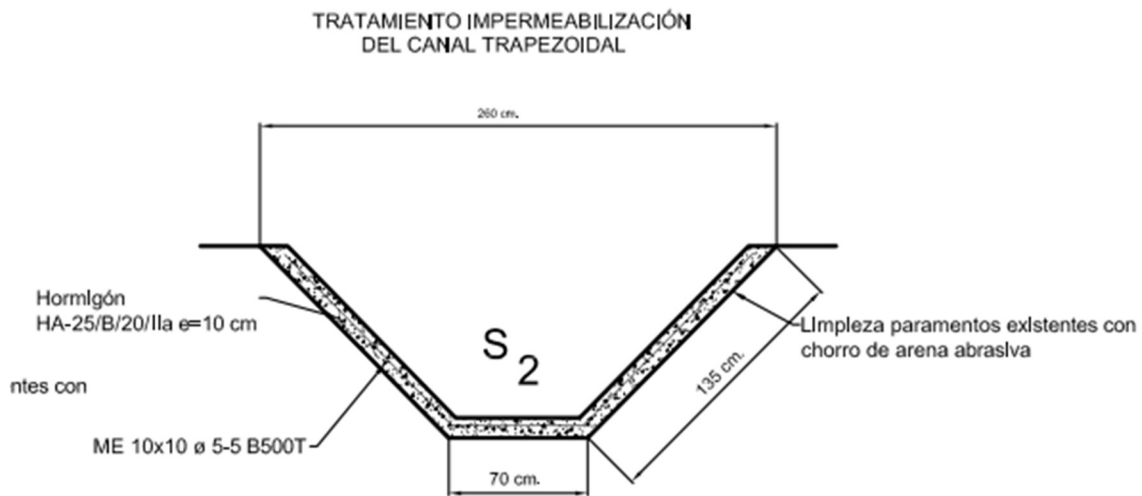 TRATAMIENTO IMPERMEABILIZACIÓN
DEL CANAL TRAPEZOIDAL
260 cm.
Hormigón
HA-25/B/20/IIa e=10 cm
S2
Limpieza paramentos existentes con
chorro de arena abrasiva
135 cm.
ntes con
ME 10x10 ø 5-5 B500T
70 cm.